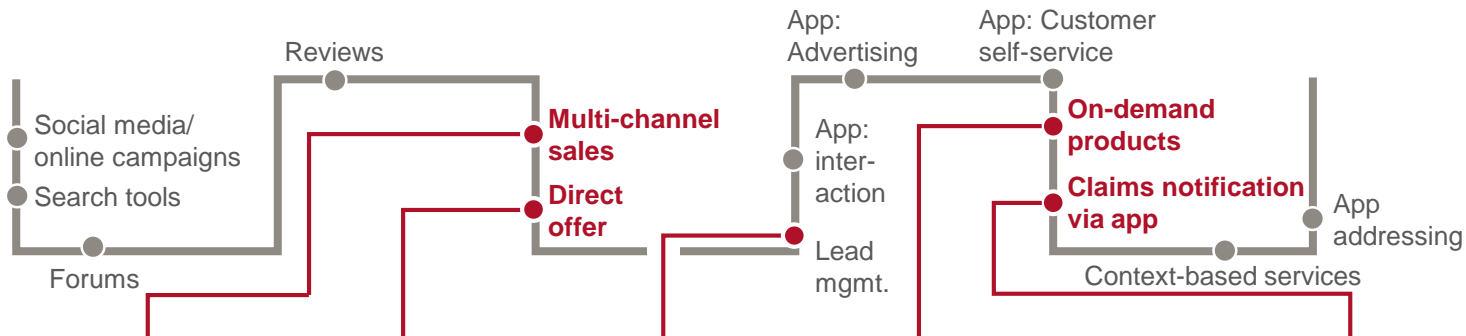 Social media/
online campaigns
Search tools
Forums
Reviews
Multi-channel
sales
Direct
offer
App:
Advertising
App:
inter-
action
Lead
mgmt.
App: Customer
self-service
On-demand
products
Claims notification
via app
Context-based services
App
addressing